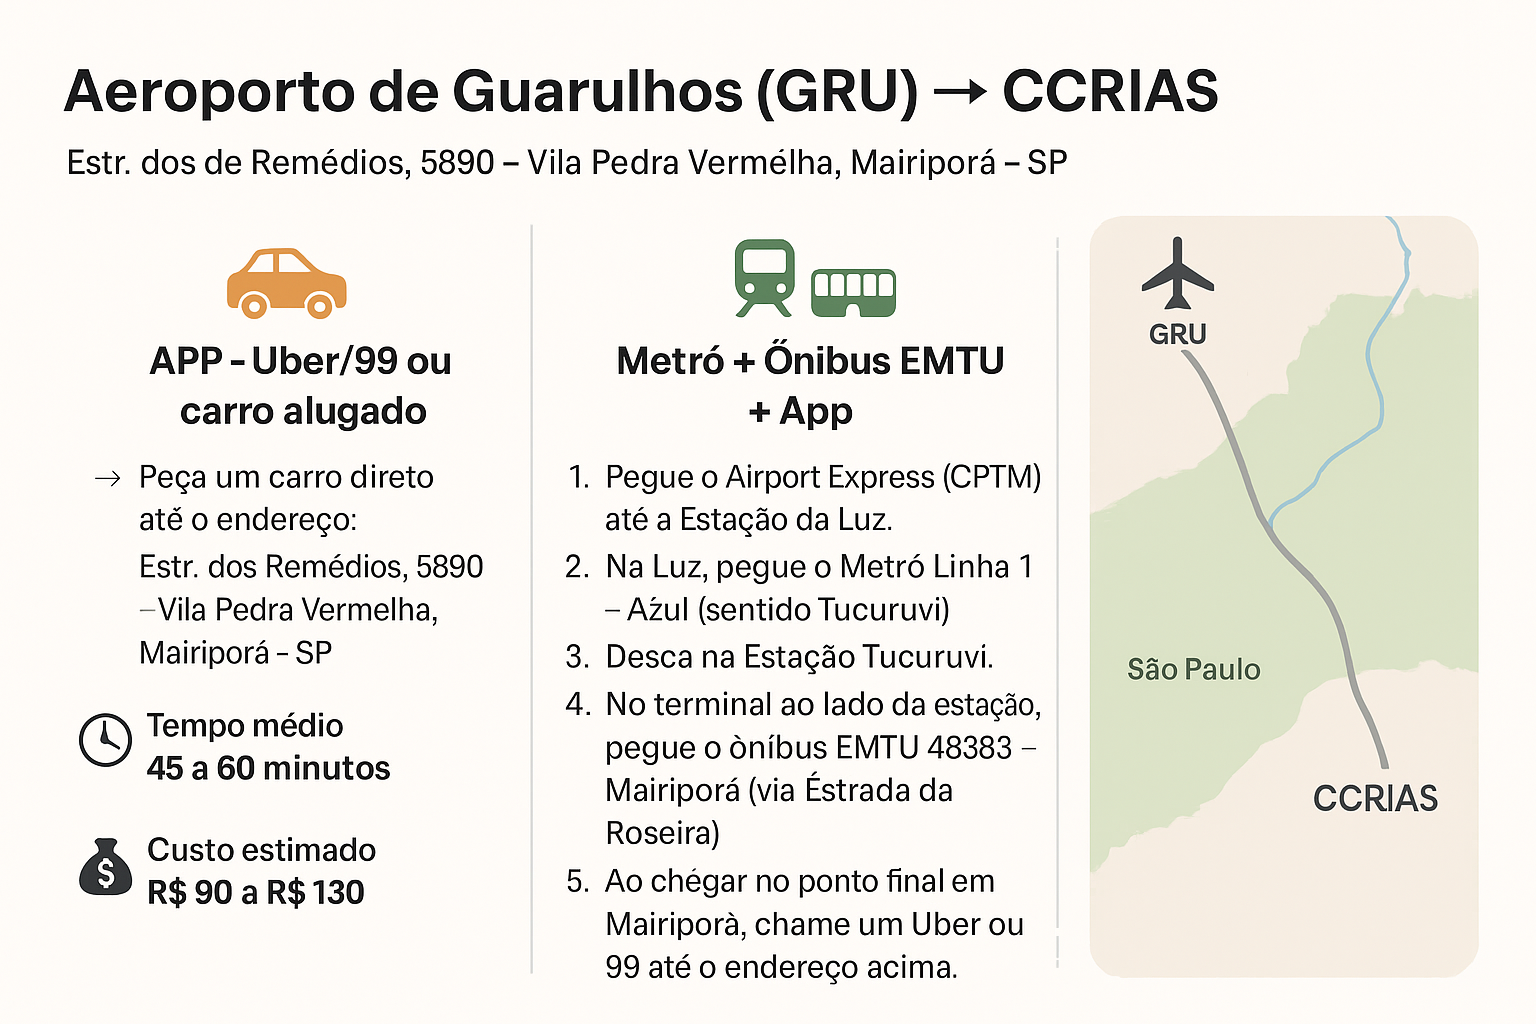 Aeroporto de Guarulhos (GRU) → CCRIAS
Estr. dos de Remédios, 5890 – Vila Pedra Vermélha, Mairiporá – SP
APP - Uber/99 ou
carro alugado
→ Peça um carro direto
atě o endereço:
Estr. dos Remédios, 5890
–Vila Pedra Vermelha,
Mairiporá - SP
Tempo médio
45 a 60 minutos
$
Custo estimado
R$ 90 a R$ 130
Metró + Őnibus EMTU
+ App
1. Pegue o Airport Express (CPTM)
até a Estação da Luz.
2. Na Luz, pegue o Metró Linha 1
– Aźul (sentido Tucuruvi)
3. Desca na Estação Tucuruví.
4. No terminal ao lado da estação,
pegue o òníbus EMTU 48383 –
Mairiporá (via Éstrada da
Roseira)
5. Ao chégar no ponto final em
Mairiporà, chame um Uber ou
99 até o endereço acima.
GRU
São Paulo
CCRIAS